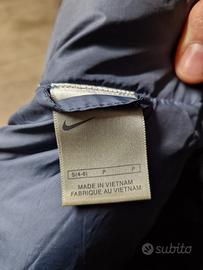 S(4-6) P P
MADE IN VIETNAM
FABRIQUE AU VIETNAM
subito